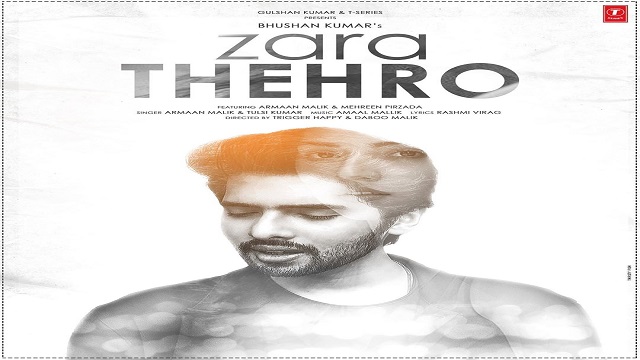 GULSHAN KUMAR & T-SERIES
PRESENTS
BHUSHAN KUMAR's
zara
THEHRO
FEATURING ARMAAN MALIK & MEHREEN PIRZADA
SINGER ARMAAN MALIK & TULSI KUMAR MUSIC AMAAL MALLIK LYRICS RASHMI VIRAG
DIRECTED BY TRIGGER HAPPY & DABOO MALIK